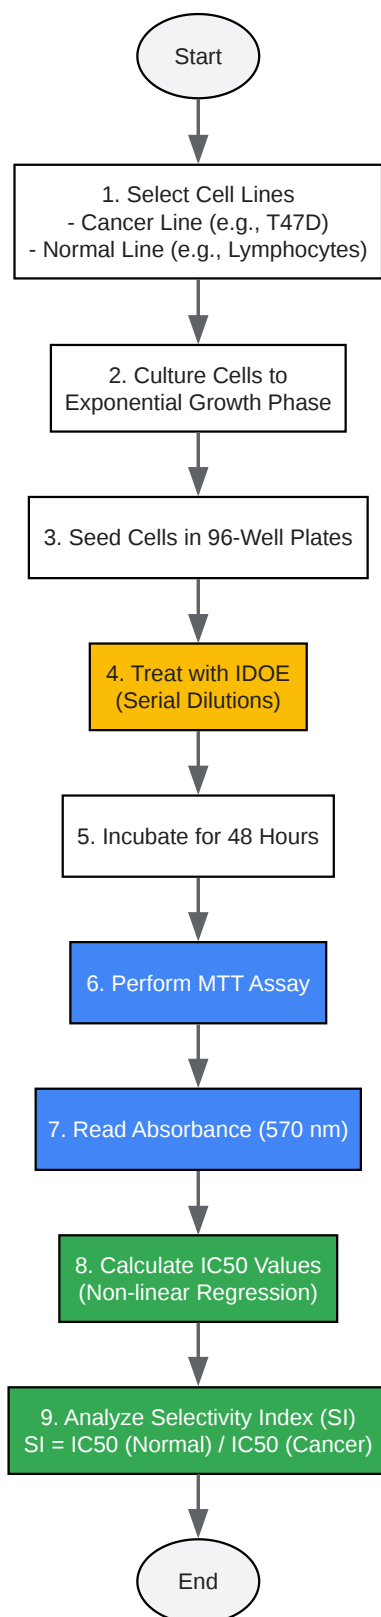 Start
1. Select Cell Lines
- Cancer Line (e.g., T47D)
- Normal Line (e.g., Lymphocytes)
2. Culture Cells to
Exponential Growth Phase
3. Seed Cells in 96-Well Plates
4. Treat with IDOE
(Serial Dilutions)
5. Incubate for 48 Hours
6. Perform MTT Assay
7. Read Absorbance (570 nm)
8. Calculate IC50 Values
(Non-linear Regression)
9. Analyze Selectivity Index (SI)
SI = IC50 (Normal) / IC50 (Cancer)
End